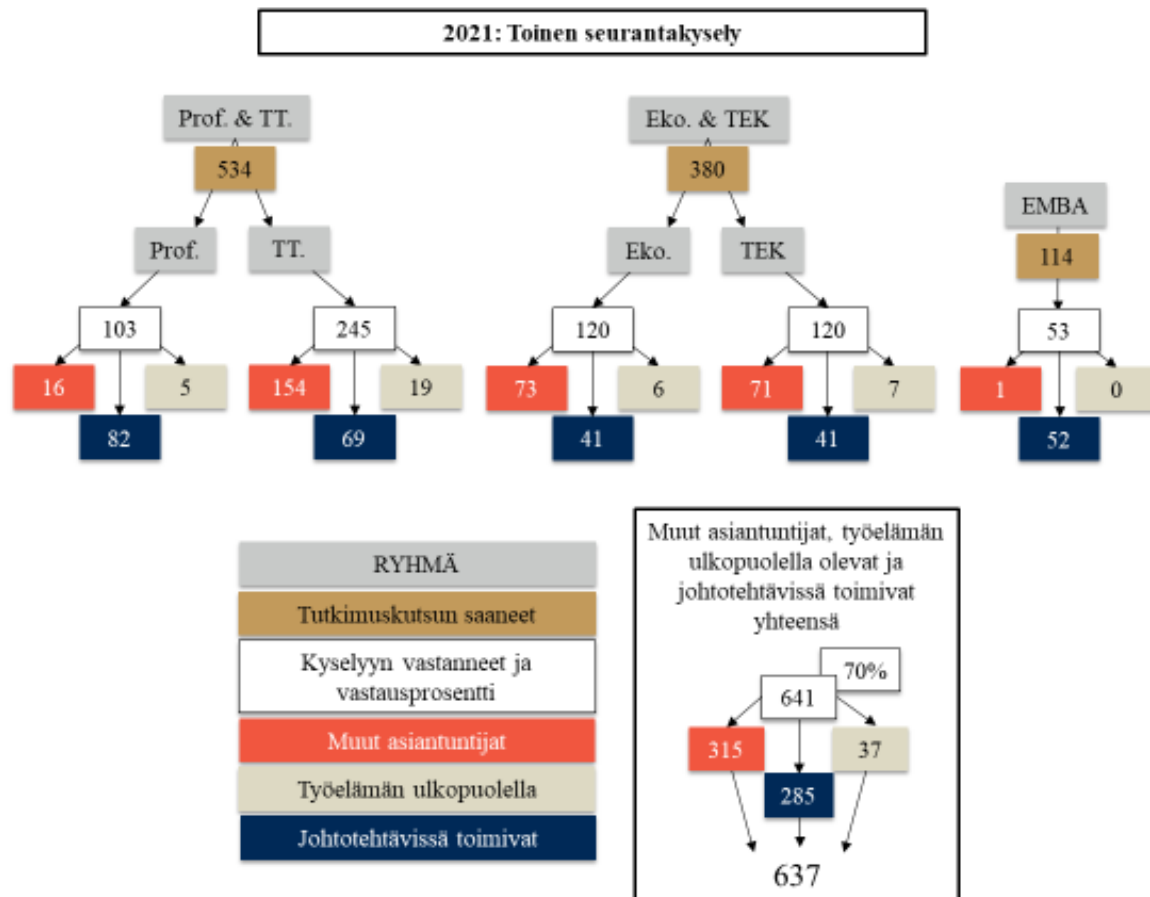 2021: Toinen seurantakysely
Prof. & TT.
534
Prof.
TT.
103
245
16
5
154
19
82
69
Eko. & TEK
380
Eko.
TEK
120
120
73
6
71
7
41
41
EMBA
114
53
1
0
52
RYHMÄ
Tutkimuskutsun saaneet
Kyselyyn vastanneet ja
vastausprosentti
Muut asiantuntijat
Työelämän ulkopuolella
Johtotehtävissä toimivat
Muut asiantuntijat, työelämän
ulkopuolella olevat ja
johtotehtävissä toimivat
yhteensä
70%
641
315
37
285
637